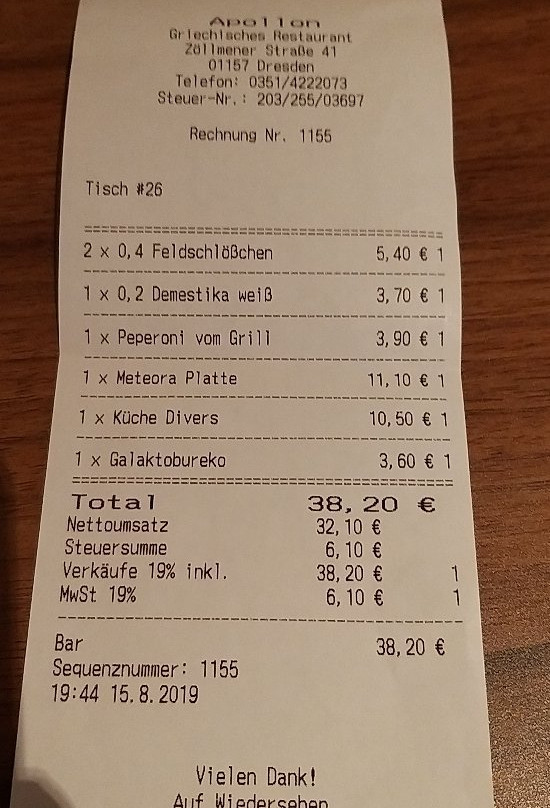 Apollon
Griechisches Restaurant
Zöllmener Straße 41
01157 Dresden
Telefon: 0351/4222073
Steuer-Nr.: 203/255/03697
Rechnung Nr. 1155
Tisch #26
2 x 0,4 Feldschlößchen 5,40 € 1
1 x 0,2 Demestika weiß 3,70 € 1
1 x Peperoni vom Grill 3,90 € 1
1 x Meteora Platte 11,10 € 1
1 x Küche Divers 10,50 € 1
1 x Galaktobureko 3,60 € 1
Total 38,20 €
Nettoumsatz 32,10 €
Steuersumme 6,10 €
Verkäufe 19% inkl. 38,20 € 1
MwSt 19% 6,10 € 1
Bar 38,20 €
Sequenznummer: 1155
19:44 15.8.2019
Vielen Dank!
Auf Wiedersehen